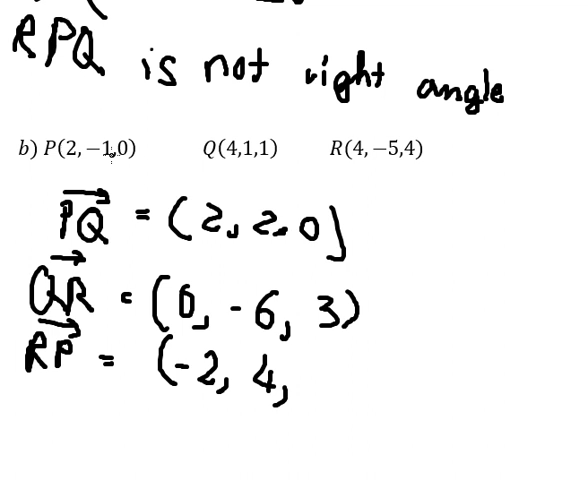 RPQ is not right angle
b) P(2, −1,0) Q(4,1,1) R(4, −5,4)
PQ = (2, 2, 0)
QR = (0, -6, 3)
RP = (-2, 4,